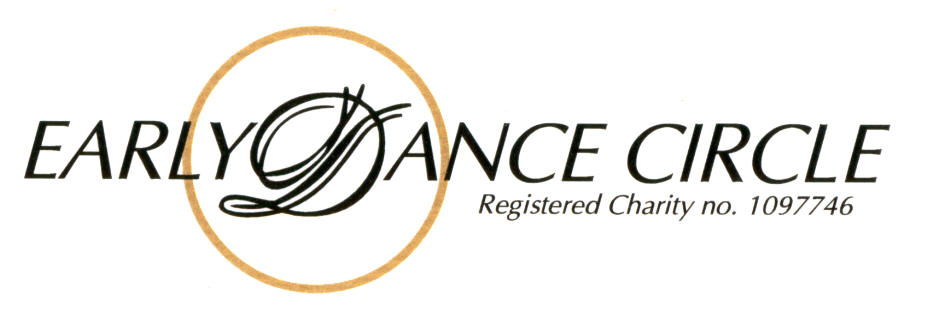 EARLY DANCE CIRCLE
Registered Charity no. 1097746